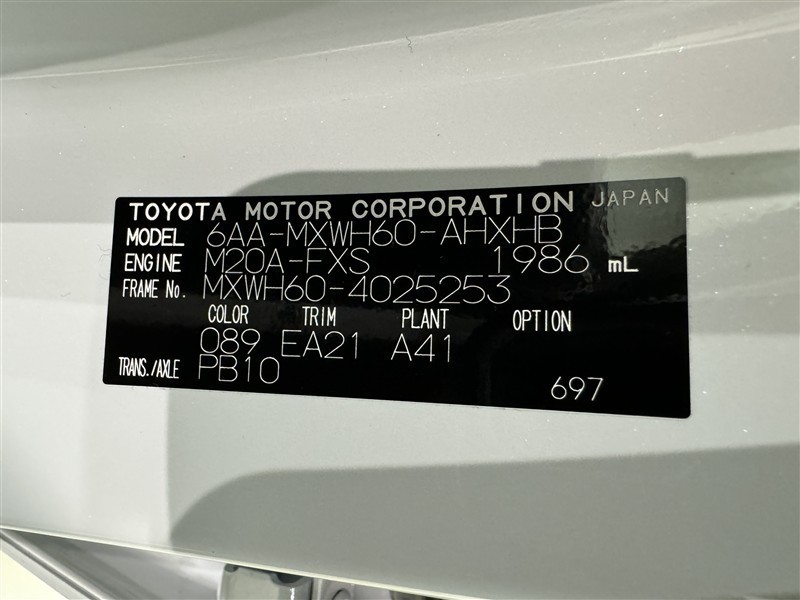 TOYOTA MOTOR CORPORATION JAPAN
MODEL 6AA-MXWH60-AHXHB
ENGINE M20A-FXS 1986 mL
FRAME No. MXWH60-4025253
COLOR TRIM PLANT OPTION
089 EA21 A41
TRANS./AXLE PB10
697